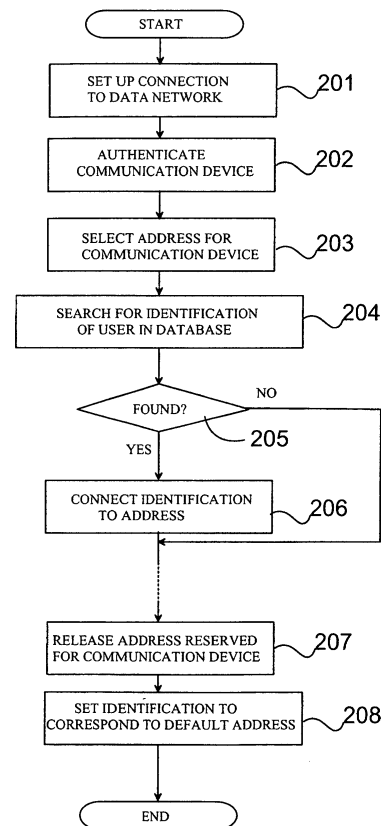 START
SET UP CONNECTION
TO DATA NETWORK
201
AUTHENTICATE
COMMUNICATION DEVICE
202
SELECT ADDRESS FOR
COMMUNICATION DEVICE
203
SEARCH FOR IDENTIFICATION
OF USER IN DATABASE
204
FOUND?
NO
205
YES
CONNECT IDENTIFICATION
TO ADDRESS
206
RELEASE ADDRESS RESERVED
FOR COMMUNICATION DEVICE
207
SET IDENTIFICATION TO
CORRESPOND TO DEFAULT ADDRESS
208
END